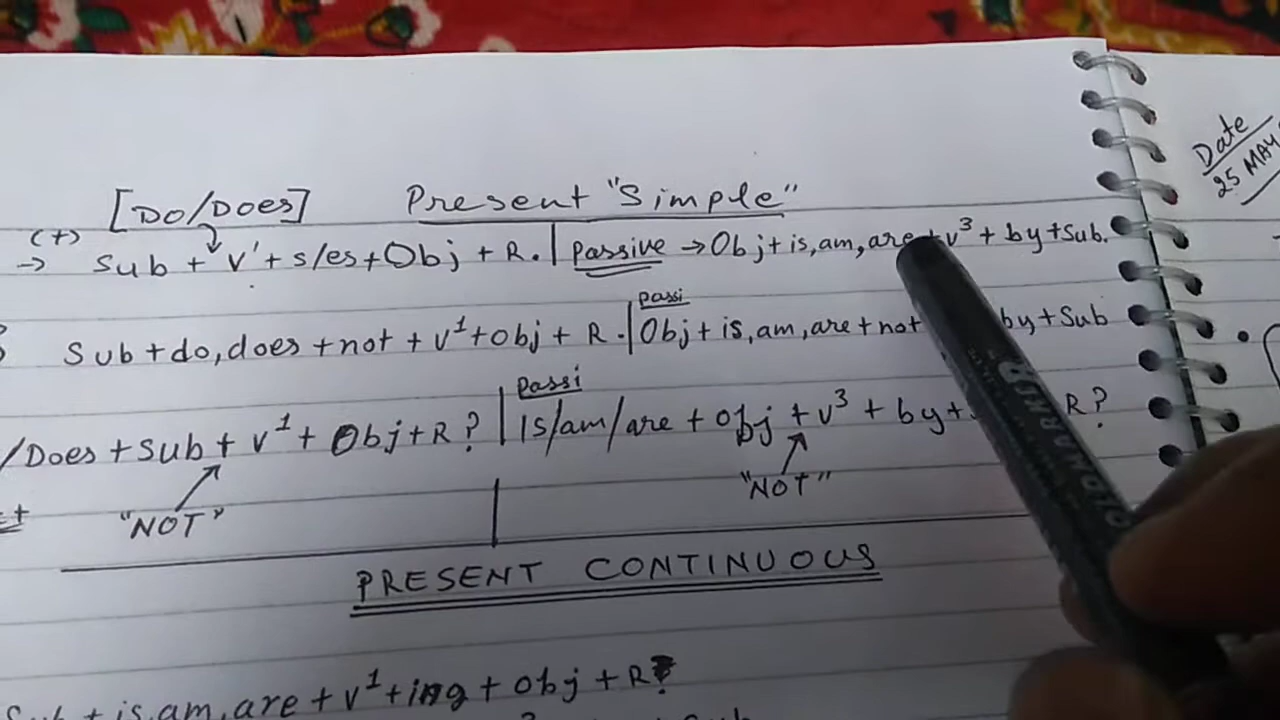 [DO/DOES] Present "Simple"
(+) → Sub + V¹ + s/es + Obj + R. | Passive → Obj + is, am, are + v³ + by + Sub.
Sub + do, does + not + v¹ + obj + R. | Passi Obj + is, am, are + not by + Sub
/Does + sub + v¹ + Obj + R? | Passi Is/am/are + obj + v³ + by + R?
"NOT" "NOT"
PRESENT CONTINUOUS
Sub + is, am, are + v¹ + ing + obj + R
Date
25 MAY
MARKER